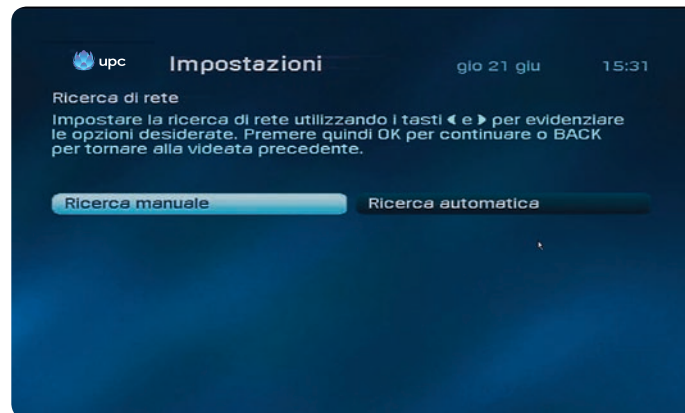 upc Impostazioni gio 21 giu 15:31
Ricerca di rete
Impostare la ricerca di rete utilizzando i tasti ◀ e ▶ per evidenziare
le opzioni desiderate. Premere quindi OK per continuare o BACK
per tornare alla videata precedente.
Ricerca manuale Ricerca automatica